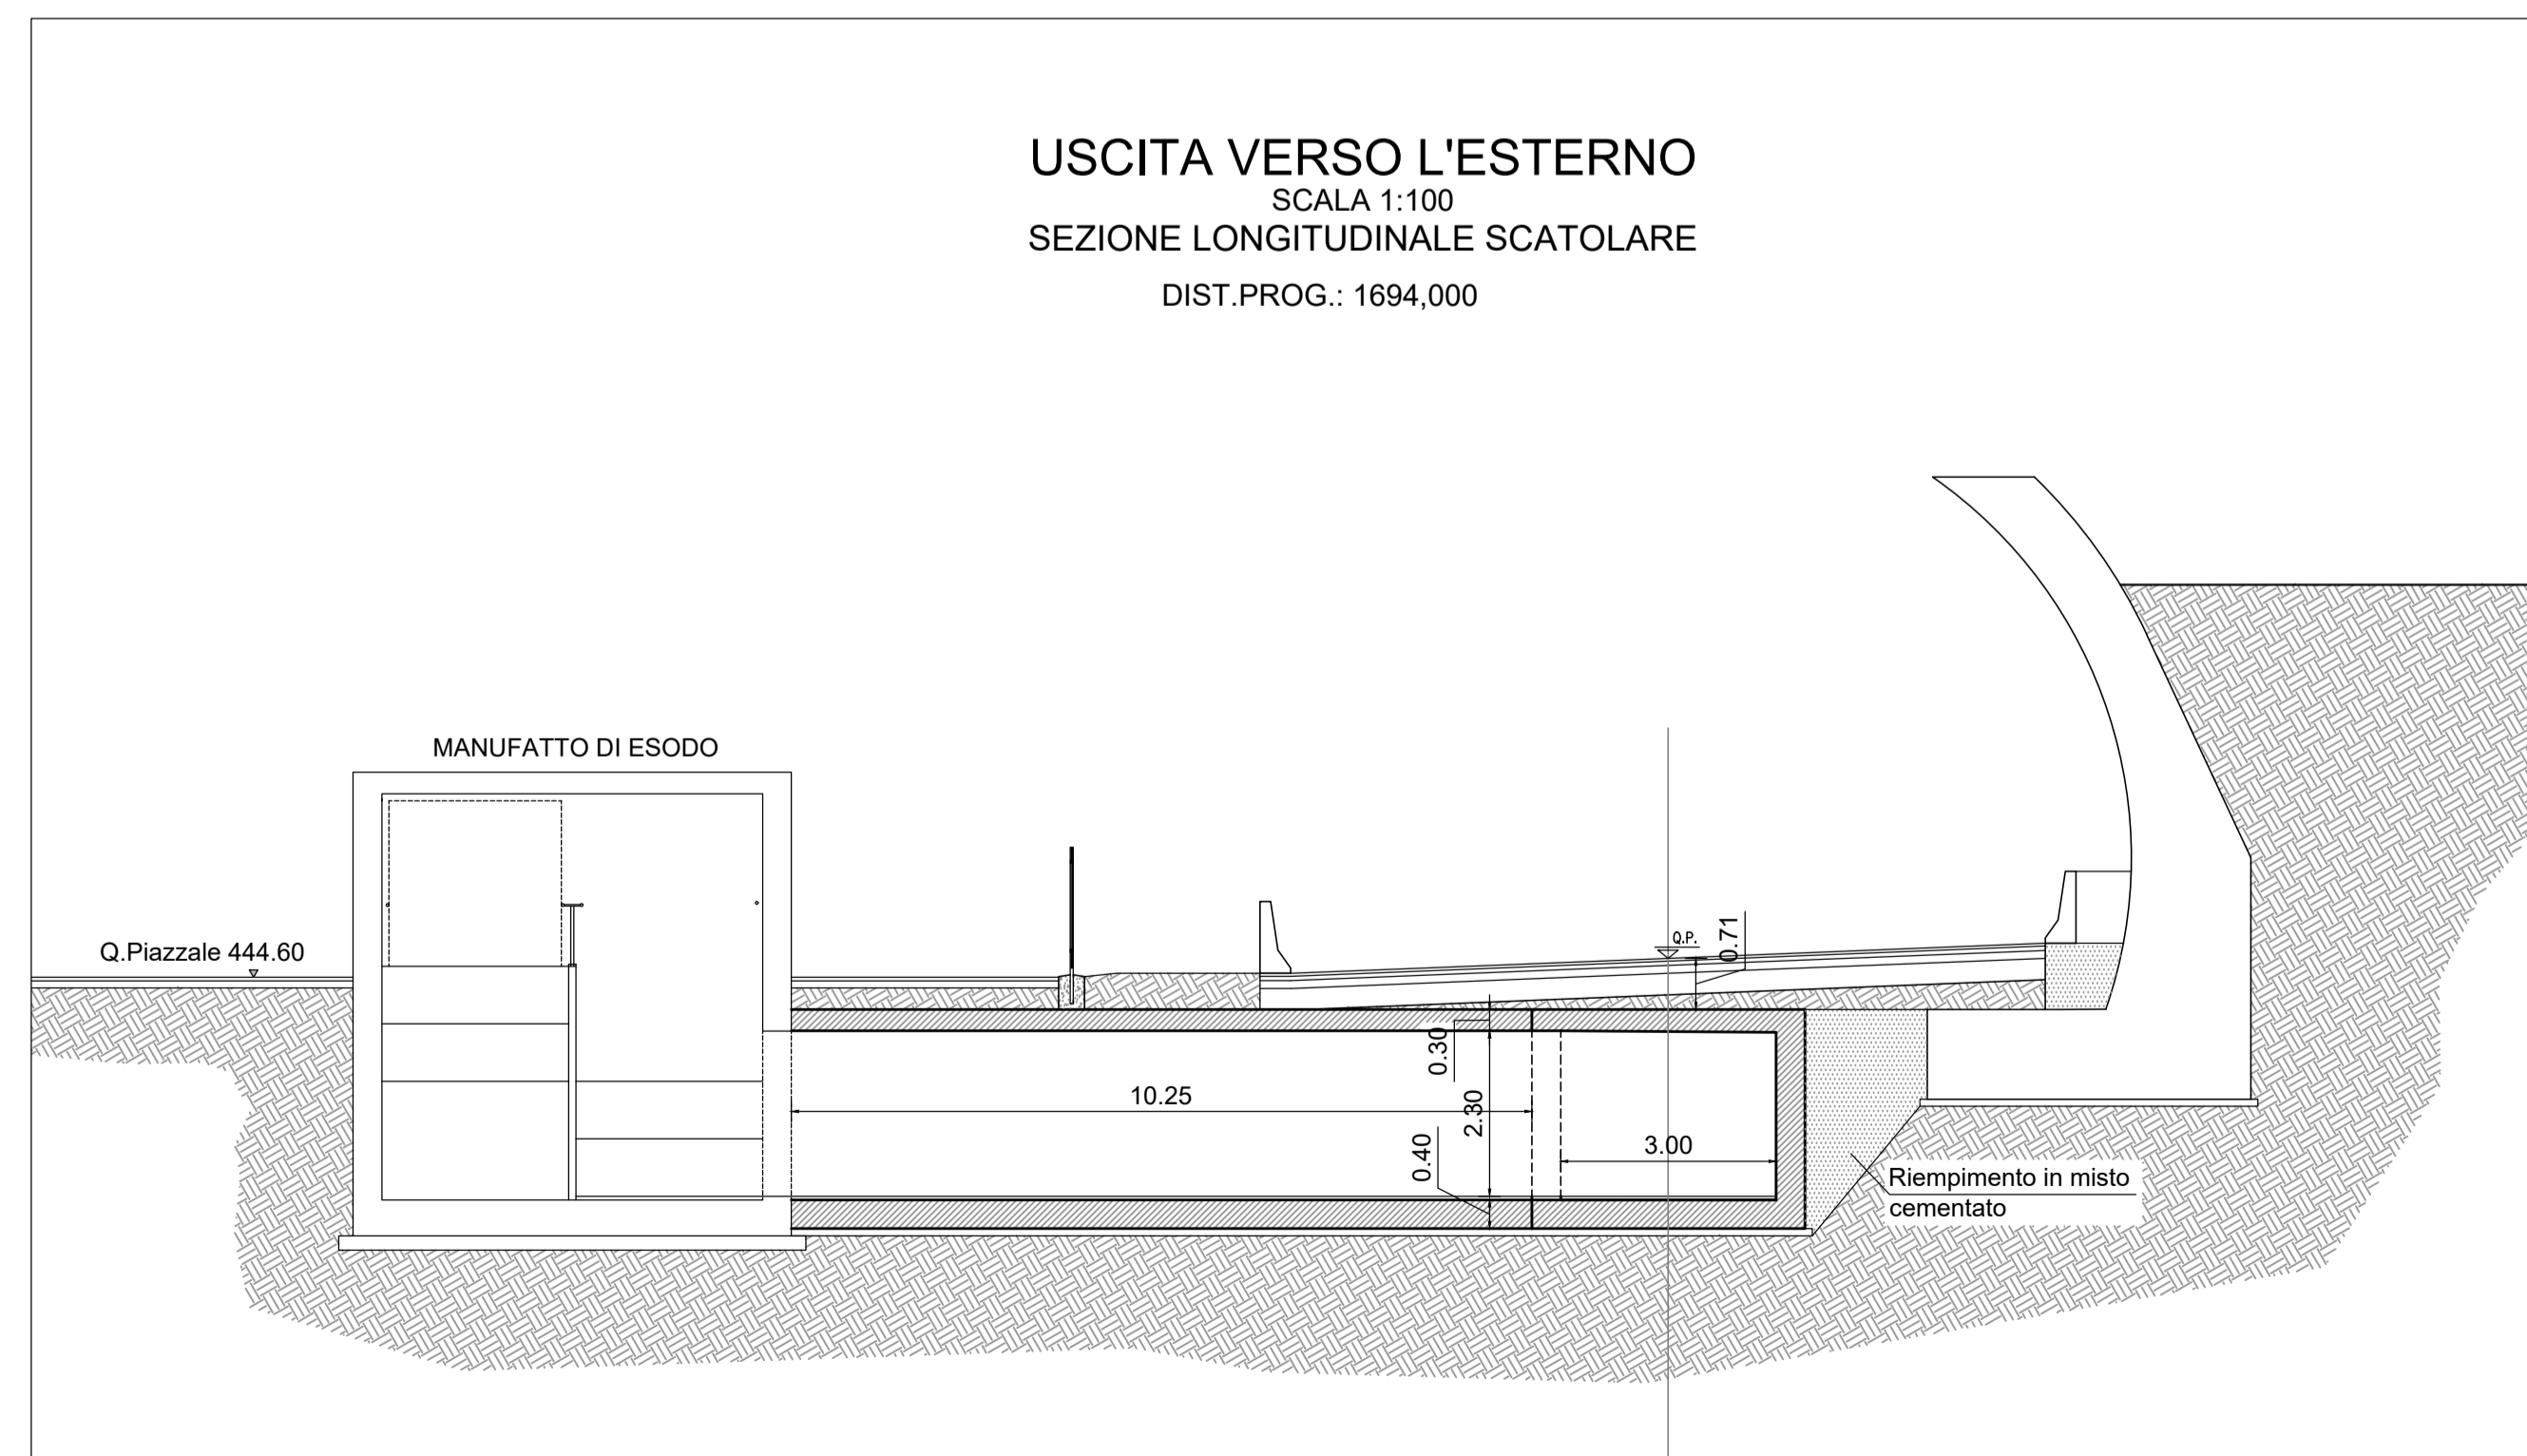 USCITA VERSO L'ESTERNO
SCALA 1:100
SEZIONE LONGITUDINALE SCATOLARE
DIST.PROG.: 1694,000
MANUFATTO DI ESODO
Q.Piazzale 444.60
Q.P.
0.71
0.30
10.25
2.30
0.40
3.00
Riempimento in misto
cementato